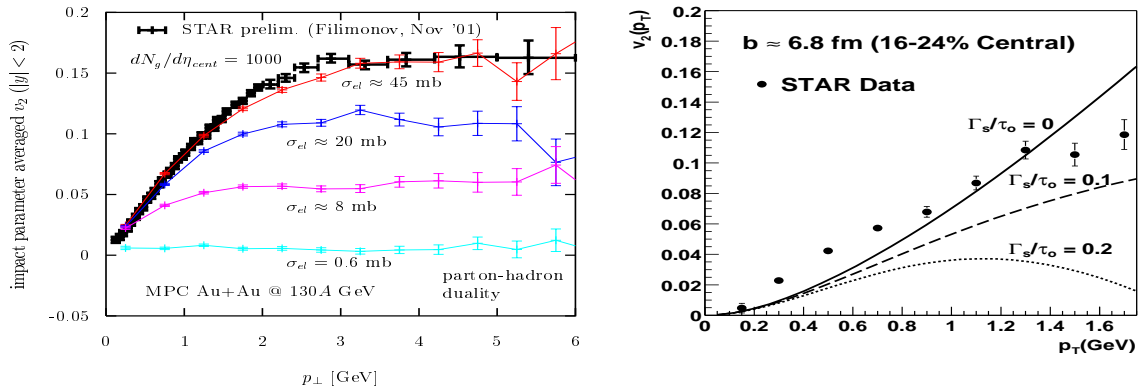 impact parameter averaged v₂ (|y| < 2)
0.2
0.15
0.1
0.05
0
-0.05
STAR prelim. (Filimonov, Nov '01)
dN_g/dη_cent = 1000
σ_el ≈ 45 mb
σ_el ≈ 20 mb
σ_el ≈ 8 mb
σ_el = 0.6 mb
parton-hadron
duality
MPC Au+Au @ 130A GeV
0 1 2 3 4 5 6
p_⊥ [GeV]
v₂(p_T)
0.2
0.18
0.16
0.14
0.12
0.1
0.08
0.06
0.04
0.02
0
b ≈ 6.8 fm (16-24% Central)
STAR Data
Γ_s/τ_o = 0
Γ_s/τ_o = 0.1
Γ_s/τ_o = 0.2
0 0.2 0.4 0.6 0.8 1 1.2 1.4 1.6
p_T(GeV)